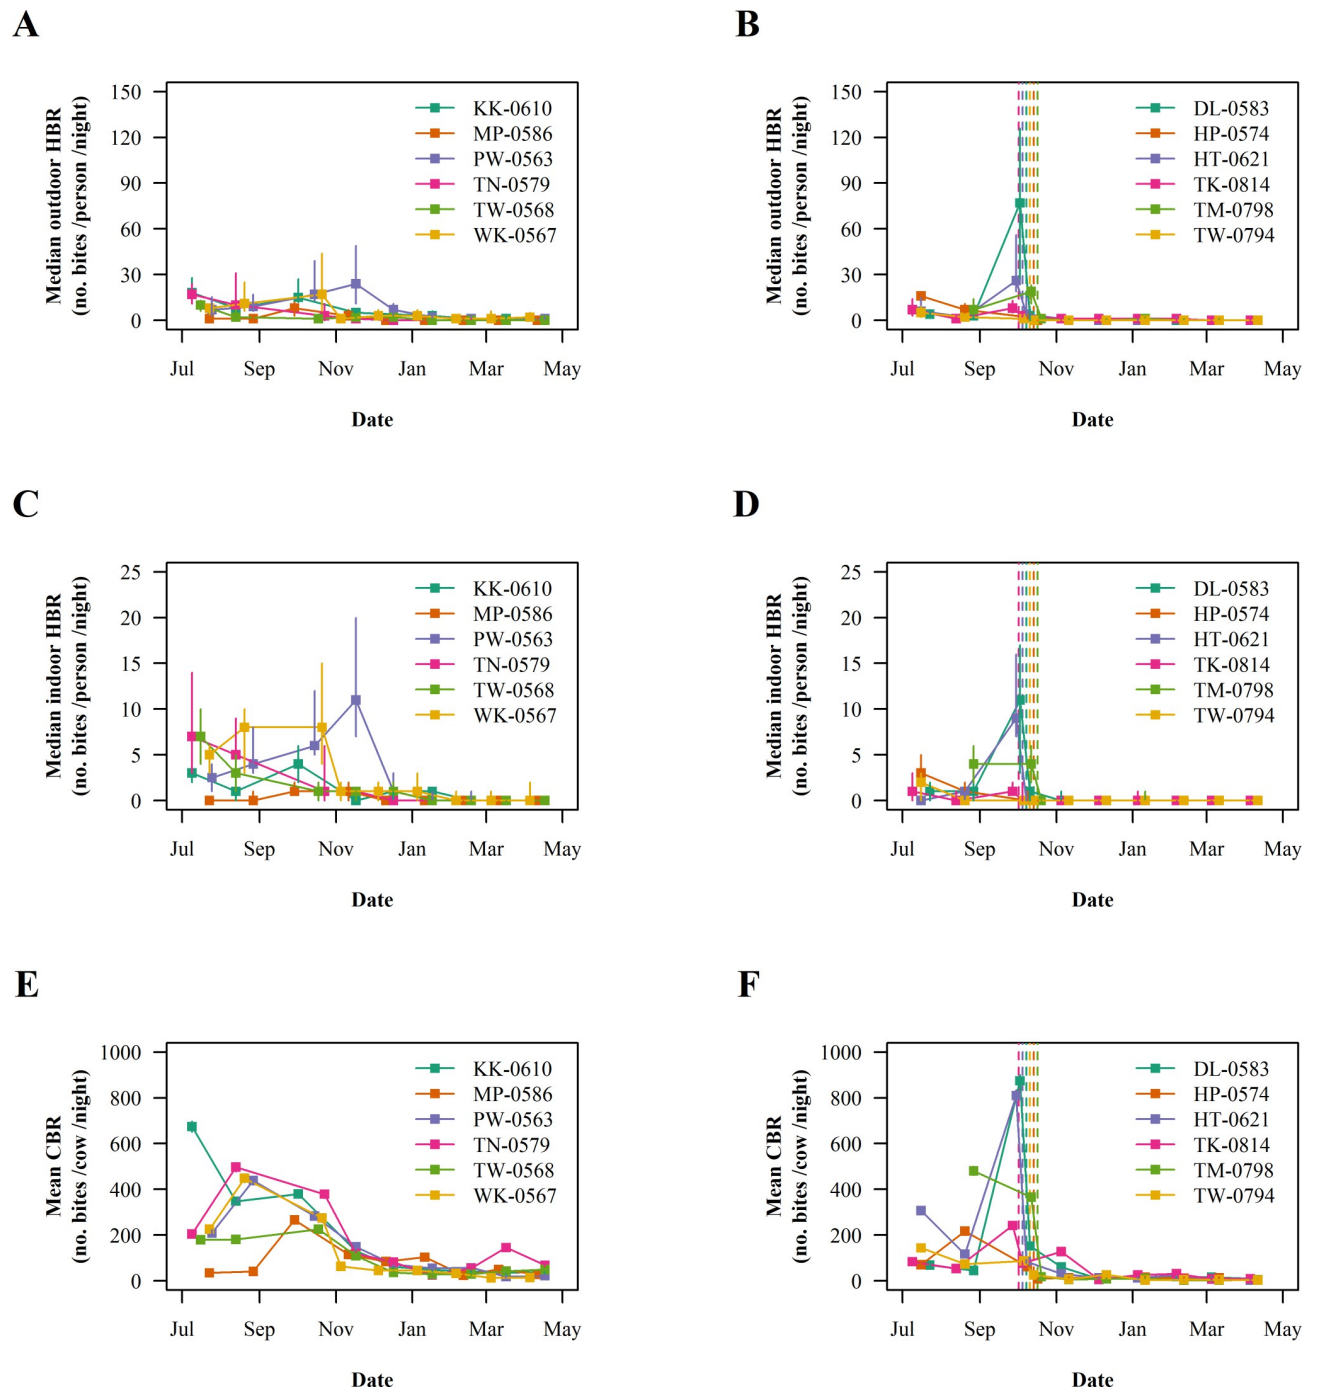 A
Median outdoor HBR
(no. bites /person /night)
150
120
90
60
30
0
KK-0610
MP-0586
PW-0563
TN-0579
TW-0568
WK-0567
Jul Sep Nov Jan Mar May
Date
B
Median outdoor HBR
(no. bites /person /night)
150
120
90
60
30
0
DL-0583
HP-0574
HT-0621
TK-0814
TM-0798
TW-0794
Jul Sep Nov Jan Mar May
Date
C
Median indoor HBR
(no. bites /person /night)
25
20
15
10
5
0
KK-0610
MP-0586
PW-0563
TN-0579
TW-0568
WK-0567
Jul Sep Nov Jan Mar May
Date
D
Median indoor HBR
(no. bites /person /night)
25
20
15
10
5
0
DL-0583
HP-0574
HT-0621
TK-0814
TM-0798
TW-0794
Jul Sep Nov Jan Mar May
Date
E
Mean CBR
(no. bites /cow /night)
1000
800
600
400
200
0
KK-0610
MP-0586
PW-0563
TN-0579
TW-0568
WK-0567
Jul Sep Nov Jan Mar May
Date
F
Mean CBR
(no. bites /cow /night)
1000
800
600
400
200
0
DL-0583
HP-0574
HT-0621
TK-0814
TM-0798
TW-0794
Jul Sep Nov Jan Mar May
Date